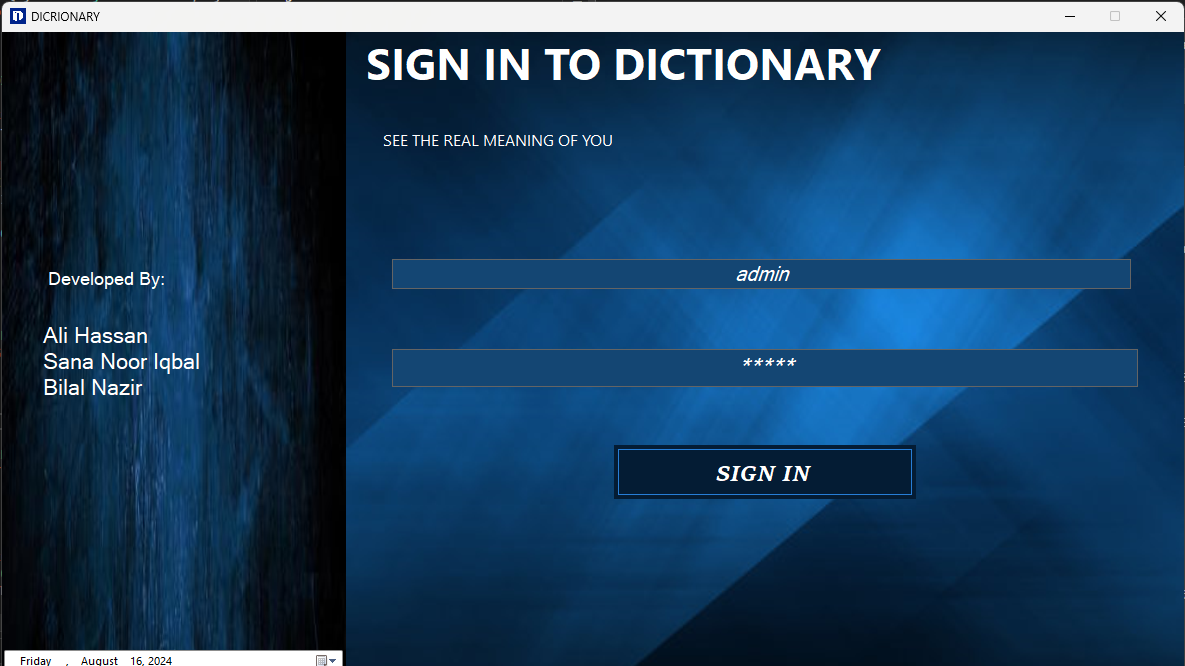 DICRIONARY
SIGN IN TO DICTIONARY
SEE THE REAL MEANING OF YOU
Developed By:
Ali Hassan
Sana Noor Iqbal
Bilal Nazir
admin
*****
SIGN IN
Friday , August 16, 2024